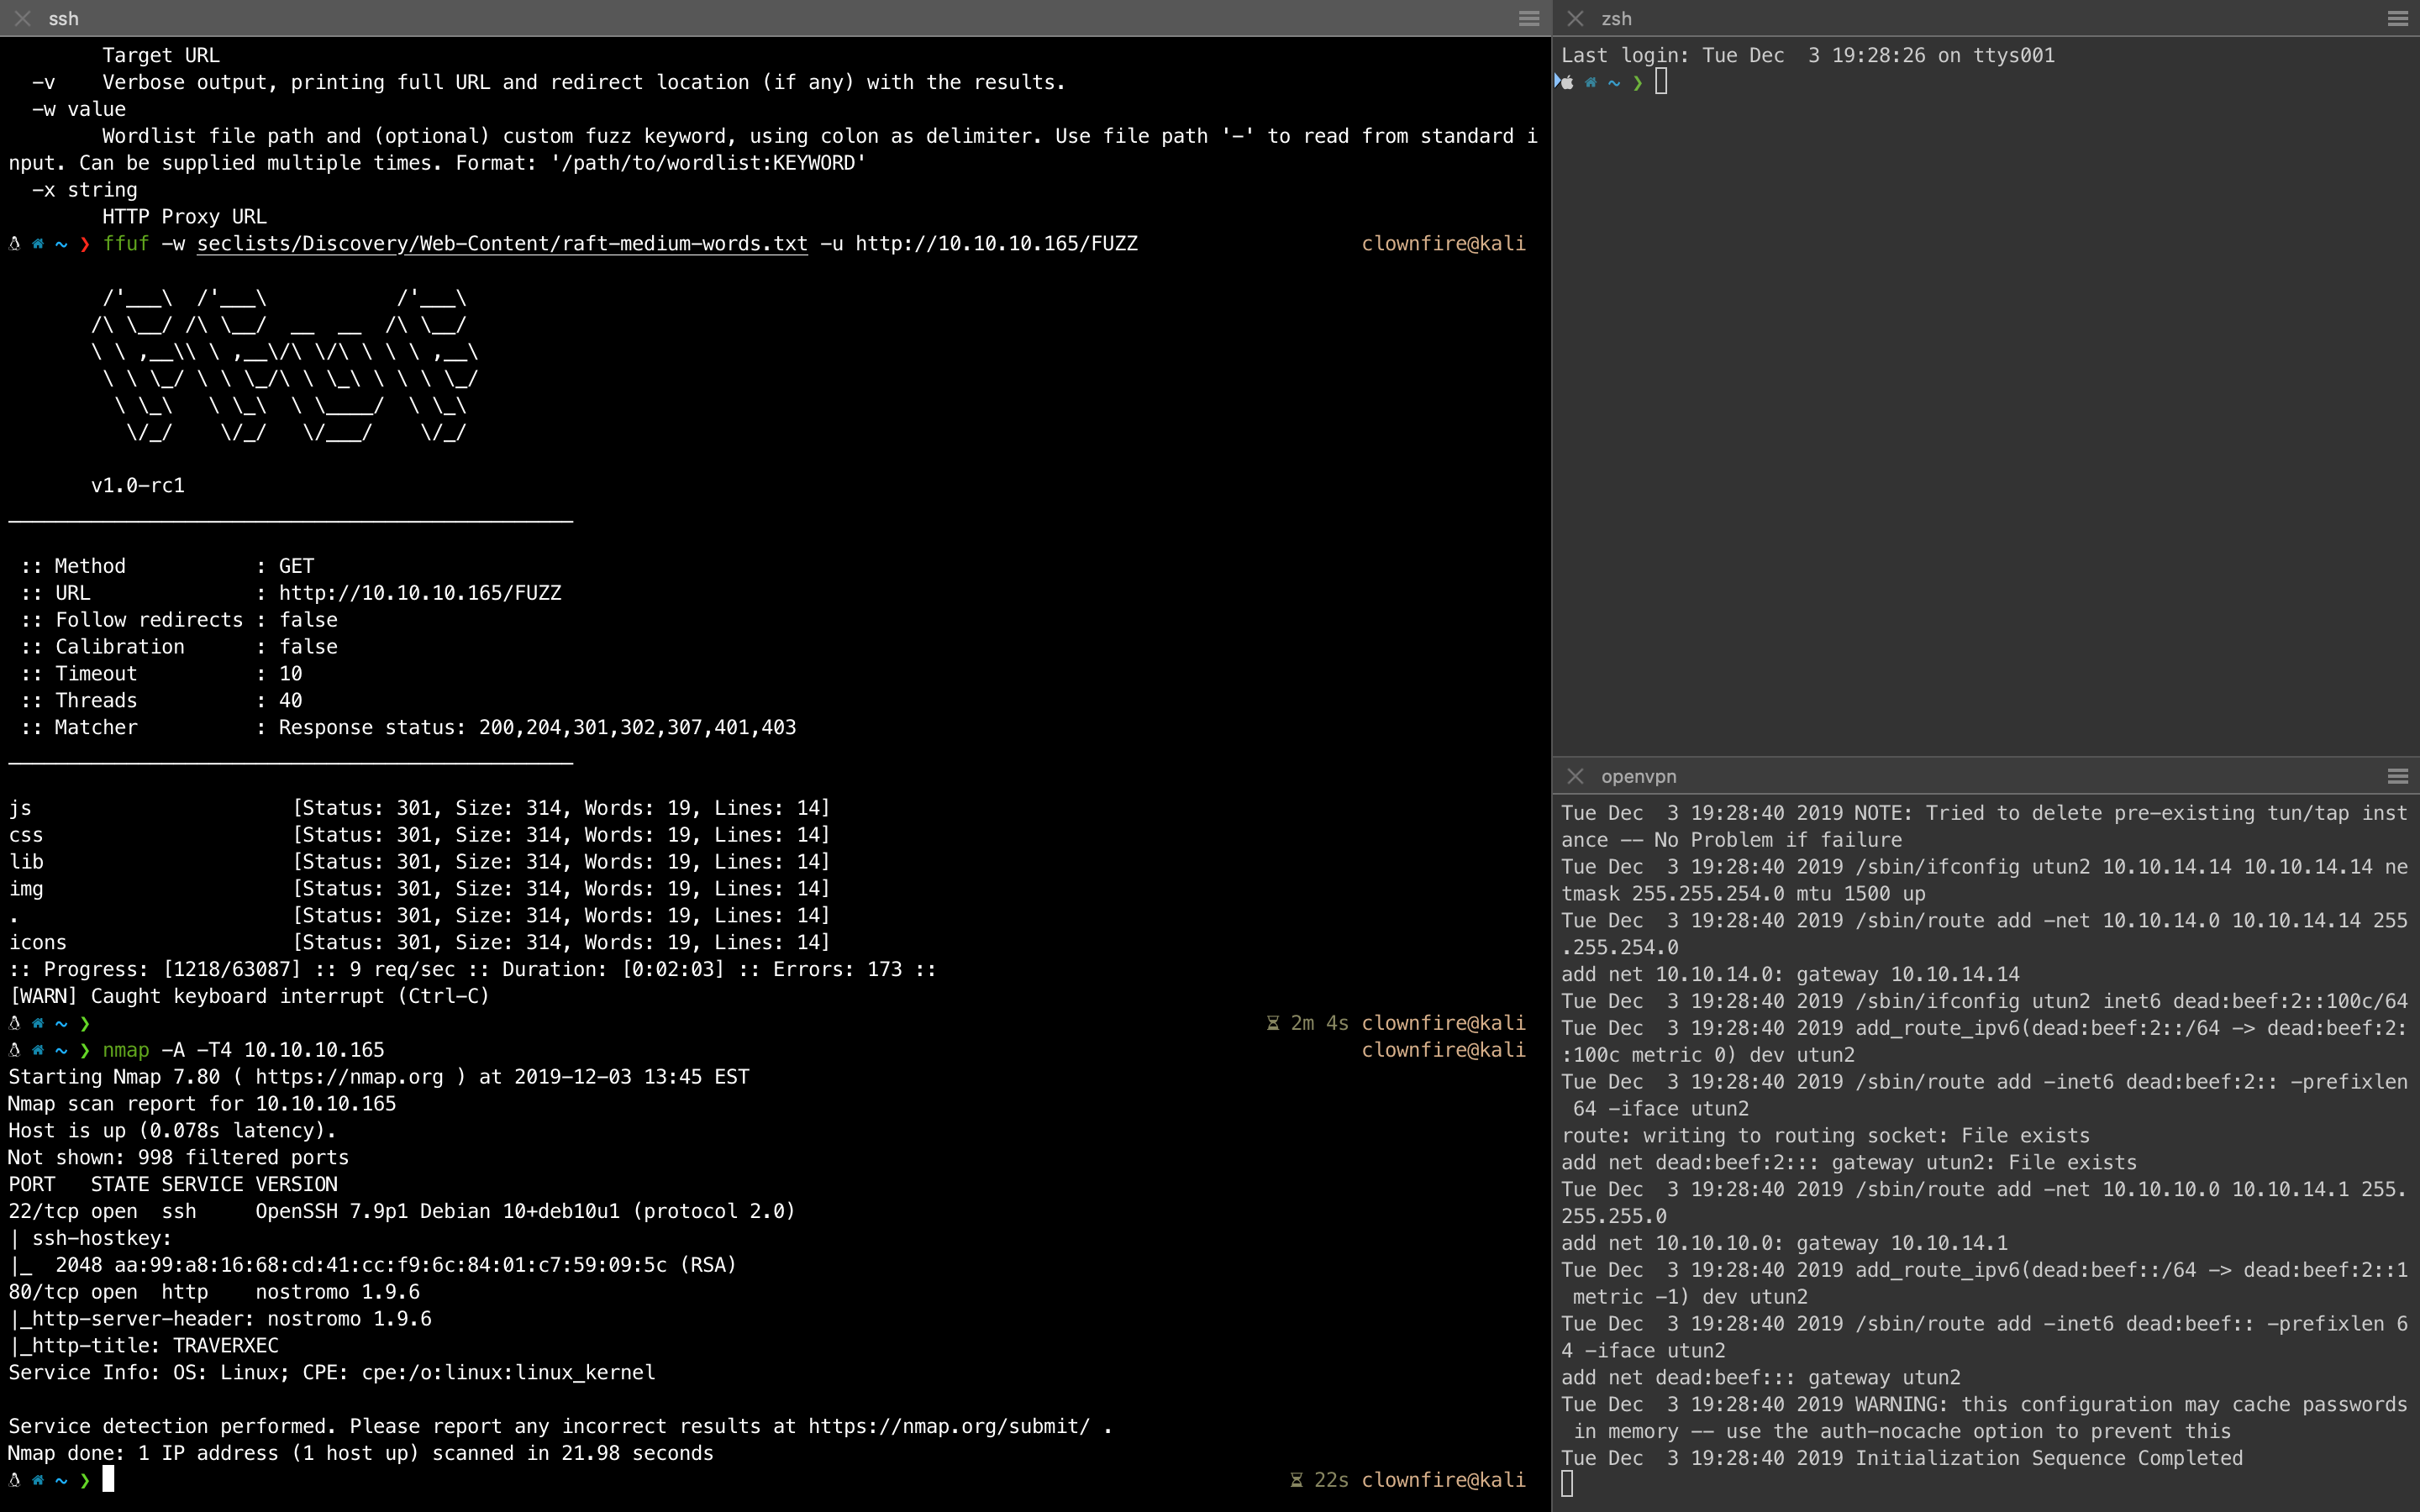 ssh
        Target URL
  -v    Verbose output, printing full URL and redirect location (if any) with the results.
  -w value
        Wordlist file path and (optional) custom fuzz keyword, using colon as delimiter. Use file path '-' to read from standard i
nput. Can be supplied multiple times. Format: '/path/to/wordlist:KEYWORD'
  -x string
        HTTP Proxy URL
~ ❯ ffuf -w seclists/Discovery/Web-Content/raft-medium-words.txt -u http://10.10.10.165/FUZZ clownfire@kali
        /'___\  /'___\           /'___\
       /\ \__/ /\ \__/  __  __  /\ \__/
       \ \ ,__\\ \ ,__\/\ \/\ \ \ \ ,__\
        \ \ \_/ \ \ \_/\ \ \_\ \ \ \ \_/
         \ \_\   \ \_\  \ \____/  \ \_\
          \/_/    \/_/   \/___/    \/_/
       v1.0-rc1
________________________________________________
 :: Method           : GET
 :: URL              : http://10.10.10.165/FUZZ
 :: Follow redirects : false
 :: Calibration      : false
 :: Timeout          : 10
 :: Threads          : 40
 :: Matcher          : Response status: 200,204,301,302,307,401,403
________________________________________________
js                      [Status: 301, Size: 314, Words: 19, Lines: 14]
css                     [Status: 301, Size: 314, Words: 19, Lines: 14]
lib                     [Status: 301, Size: 314, Words: 19, Lines: 14]
img                     [Status: 301, Size: 314, Words: 19, Lines: 14]
.                       [Status: 301, Size: 314, Words: 19, Lines: 14]
icons                   [Status: 301, Size: 314, Words: 19, Lines: 14]
:: Progress: [1218/63087] :: 9 req/sec :: Duration: [0:02:03] :: Errors: 173 ::
[WARN] Caught keyboard interrupt (Ctrl-C)
~ ❯ 2m 4s clownfire@kali
~ ❯ nmap -A -T4 10.10.10.165 clownfire@kali
Starting Nmap 7.80 ( https://nmap.org ) at 2019-12-03 13:45 EST
Nmap scan report for 10.10.10.165
Host is up (0.078s latency).
Not shown: 998 filtered ports
PORT   STATE SERVICE VERSION
22/tcp open  ssh     OpenSSH 7.9p1 Debian 10+deb10u1 (protocol 2.0)
| ssh-hostkey:
|_  2048 aa:99:a8:16:68:cd:41:cc:f9:6c:84:01:c7:59:09:5c (RSA)
80/tcp open  http    nostromo 1.9.6
|_http-server-header: nostromo 1.9.6
|_http-title: TRAVERXEC
Service Info: OS: Linux; CPE: cpe:/o:linux:linux_kernel
Service detection performed. Please report any incorrect results at https://nmap.org/submit/ .
Nmap done: 1 IP address (1 host up) scanned in 21.98 seconds
~ ❯ 22s clownfire@kali
zsh
Last login: Tue Dec  3 19:28:26 on ttys001
~ ❯
openvpn
Tue Dec  3 19:28:40 2019 NOTE: Tried to delete pre-existing tun/tap inst
ance -- No Problem if failure
Tue Dec  3 19:28:40 2019 /sbin/ifconfig utun2 10.10.14.14 10.10.14.14 ne
tmask 255.255.254.0 mtu 1500 up
Tue Dec  3 19:28:40 2019 /sbin/route add -net 10.10.14.0 10.10.14.14 255
.255.254.0
add net 10.10.14.0: gateway 10.10.14.14
Tue Dec  3 19:28:40 2019 /sbin/ifconfig utun2 inet6 dead:beef:2::100c/64
Tue Dec  3 19:28:40 2019 add_route_ipv6(dead:beef:2::/64 -> dead:beef:2:
:100c metric 0) dev utun2
Tue Dec  3 19:28:40 2019 /sbin/route add -inet6 dead:beef:2:: -prefixlen
 64 -iface utun2
route: writing to routing socket: File exists
add net dead:beef:2::: gateway utun2: File exists
Tue Dec  3 19:28:40 2019 /sbin/route add -net 10.10.10.0 10.10.14.1 255.
255.255.0
add net 10.10.10.0: gateway 10.10.14.1
Tue Dec  3 19:28:40 2019 add_route_ipv6(dead:beef::/64 -> dead:beef:2::1
 metric -1) dev utun2
Tue Dec  3 19:28:40 2019 /sbin/route add -inet6 dead:beef:: -prefixlen 6
4 -iface utun2
add net dead:beef::: gateway utun2
Tue Dec  3 19:28:40 2019 WARNING: this configuration may cache passwords
 in memory -- use the auth-nocache option to prevent this
Tue Dec  3 19:28:40 2019 Initialization Sequence Completed